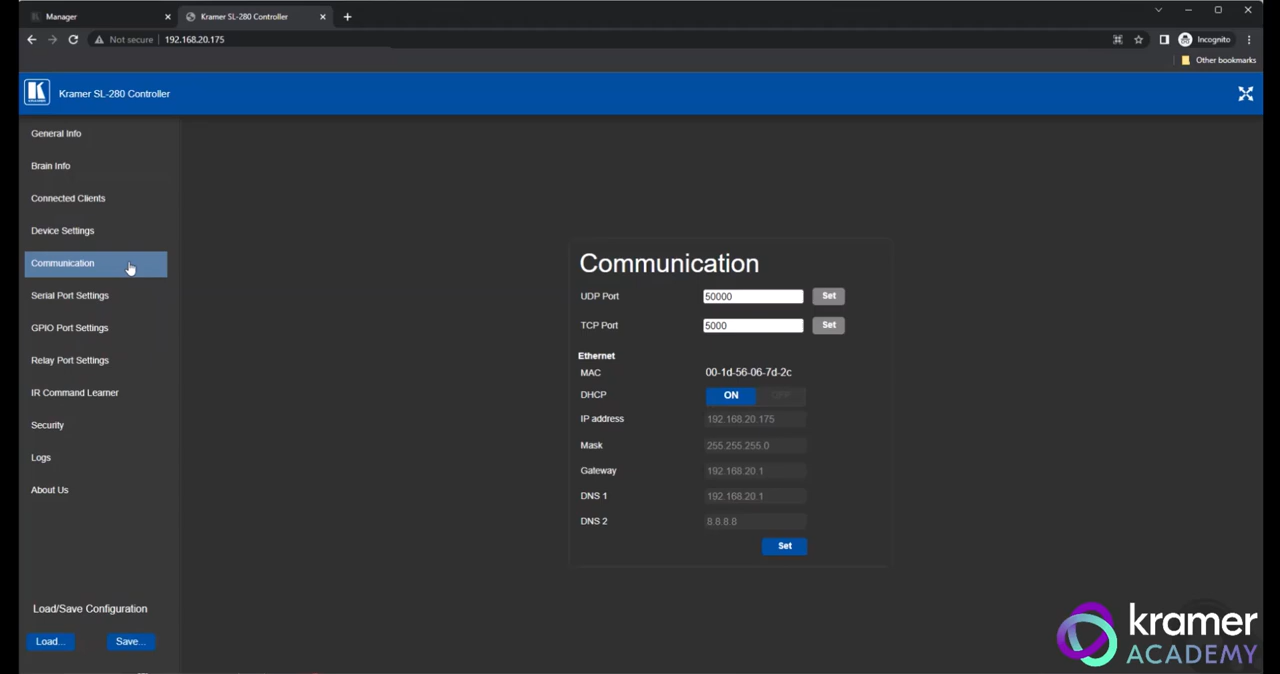 Manager
Kramer SL-280 Controller
Not secure 192.168.20.175
Incognito
Other bookmarks
Kramer SL-280 Controller
General Info
Brain Info
Connected Clients
Device Settings
Communication
Serial Port Settings
GPIO Port Settings
Relay Port Settings
IR Command Learner
Security
Logs
About Us
Load/Save Configuration
Load... Save...
Communication
UDP Port 50000 Set
TCP Port 5000 Set
Ethernet
MAC 00-1d-56-06-7d-2c
DHCP ON OFF
IP address 192.168.20.175
Mask 255.255.255.0
Gateway 192.168.20.1
DNS 1 192.168.20.1
DNS 2 8.8.8.8
Set
kramer
ACADEMY